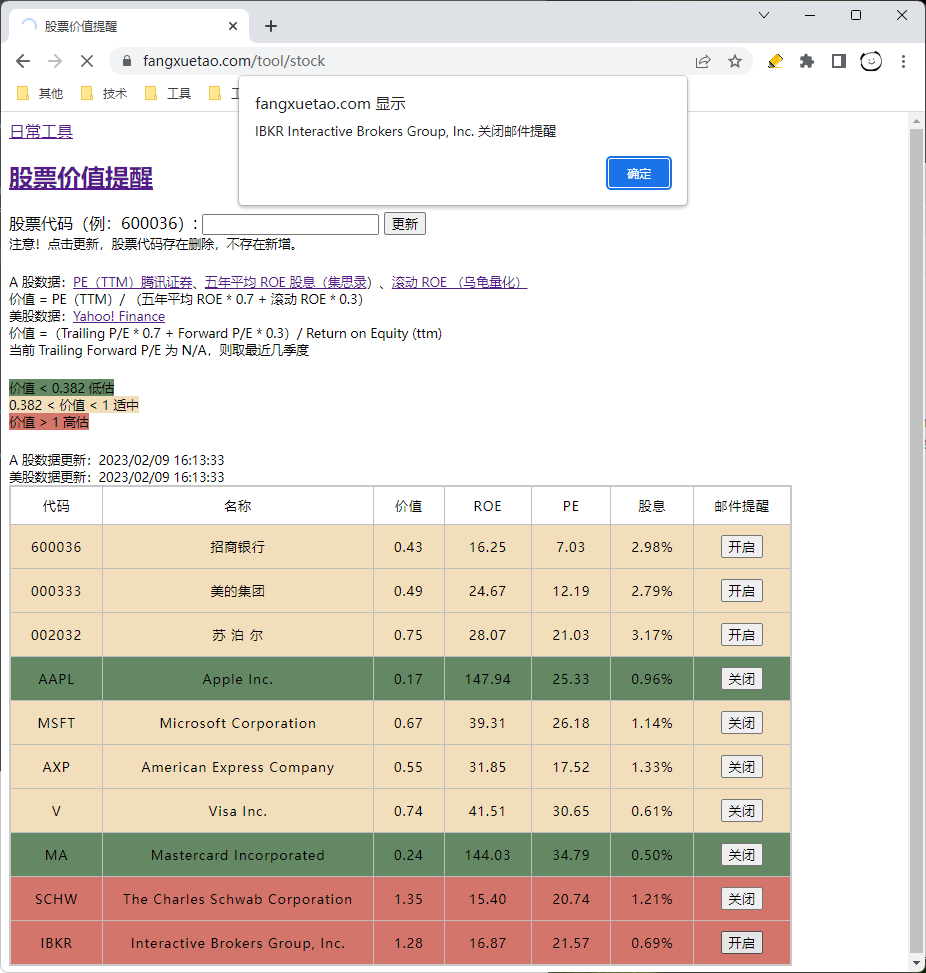 股票价值提醒
fangxuetao.com/tool/stock
其他 技术 工具
fangxuetao.com 显示
IBKR Interactive Brokers Group, Inc. 关闭邮件提醒
确定
日常工具
股票价值提醒
股票代码（例：600036）: 更新
注意！点击更新，股票代码存在删除，不存在新增。
A 股数据：PE（TTM）腾讯证券、五年平均 ROE 股息（集思录）、滚动 ROE （乌龟量化）
价值 = PE（TTM）/ （五年平均 ROE * 0.7 + 滚动 ROE * 0.3）
美股数据：Yahoo! Finance
价值 =（Trailing P/E * 0.7 + Forward P/E * 0.3）/ Return on Equity (ttm)
当前 Trailing Forward P/E 为 N/A，则取最近几季度
价值 < 0.382 低估
0.382 < 价值 < 1 适中
价值 > 1 高估
A 股数据更新：2023/02/09 16:13:33
美股数据更新：2023/02/09 16:13:33
代码 名称 价值 ROE PE 股息 邮件提醒
600036 招商银行 0.43 16.25 7.03 2.98% 开启
000333 美的集团 0.49 24.67 12.19 2.79% 开启
002032 苏 泊 尔 0.75 28.07 21.03 3.17% 开启
AAPL Apple Inc. 0.17 147.94 25.33 0.96% 关闭
MSFT Microsoft Corporation 0.67 39.31 26.18 1.14% 关闭
AXP American Express Company 0.55 31.85 17.52 1.33% 关闭
V Visa Inc. 0.74 41.51 30.65 0.61% 关闭
MA Mastercard Incorporated 0.24 144.03 34.79 0.50% 关闭
SCHW The Charles Schwab Corporation 1.35 15.40 20.74 1.21% 关闭
IBKR Interactive Brokers Group, Inc. 1.28 16.87 21.57 0.69% 开启